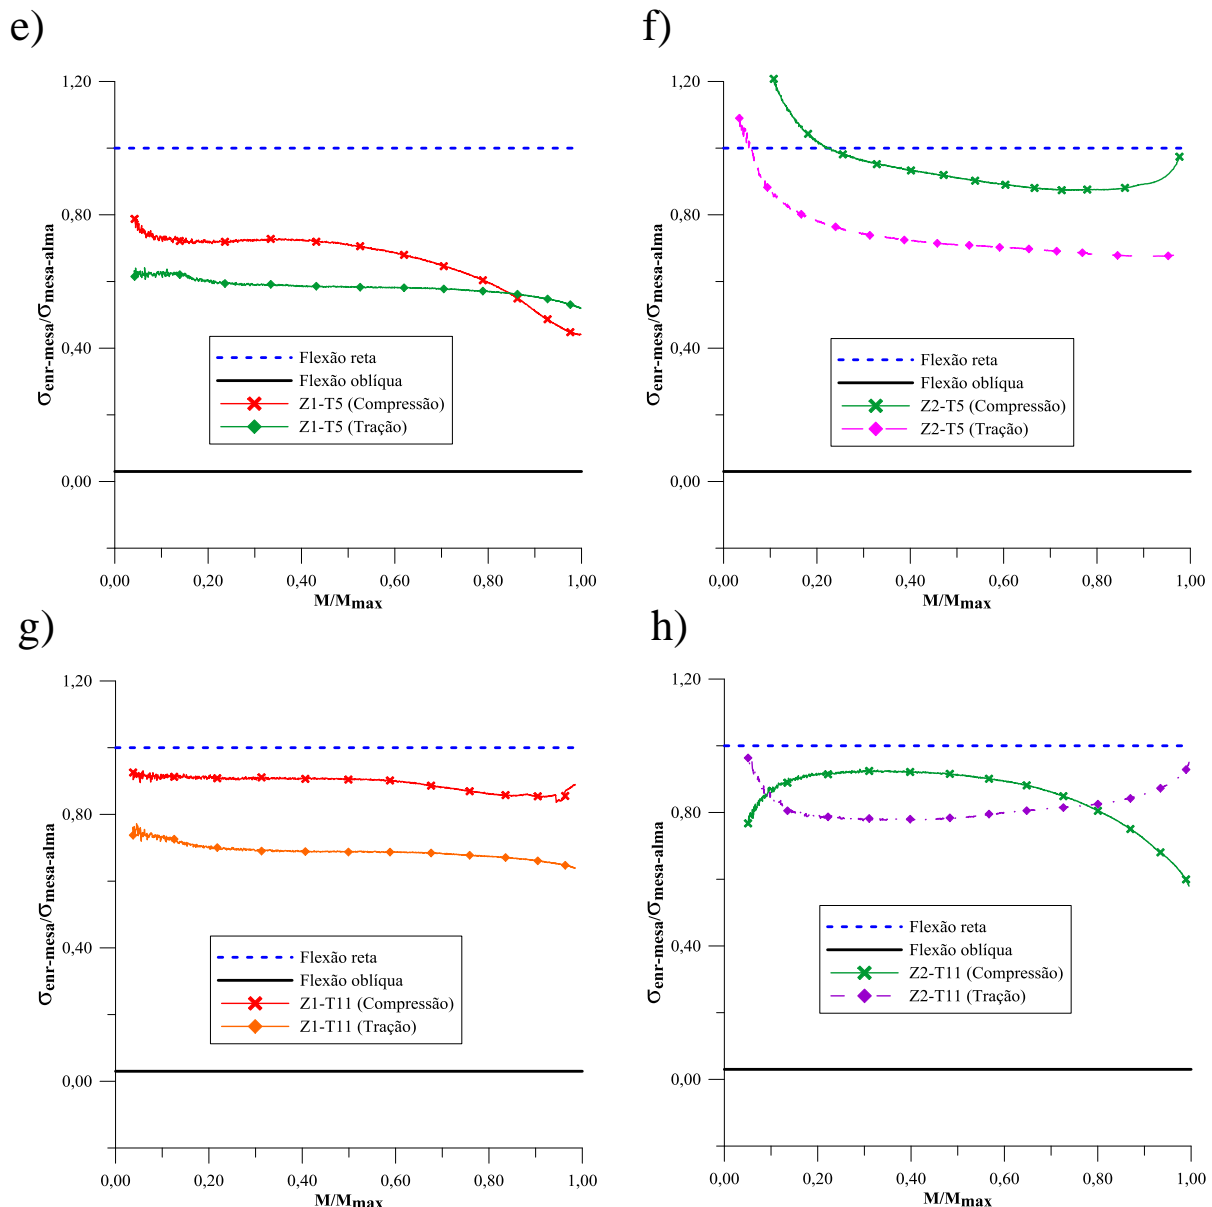 e)
1,20
0,80
0,40
0,00
σenr-mesa/σmesa-alma
Flexão reta
Flexão oblíqua
Z1-T5 (Compressão)
Z1-T5 (Tração)
0,00 0,20 0,40 0,60 0,80 1,00
M/Mmax
f)
1,20
0,80
0,40
0,00
σenr-mesa/σmesa-alma
Flexão reta
Flexão oblíqua
Z2-T5 (Compressão)
Z2-T5 (Tração)
0,00 0,20 0,40 0,60 0,80 1,00
M/Mmax
g)
1,20
0,80
0,40
0,00
σenr-mesa/σmesa-alma
Flexão reta
Flexão oblíqua
Z1-T11 (Compressão)
Z1-T11 (Tração)
0,00 0,20 0,40 0,60 0,80 1,00
M/Mmax
h)
1,20
0,80
0,40
0,00
σenr-mesa/σmesa-alma
Flexão reta
Flexão oblíqua
Z2-T11 (Compressão)
Z2-T11 (Tração)
0,00 0,20 0,40 0,60 0,80 1,00
M/Mmax